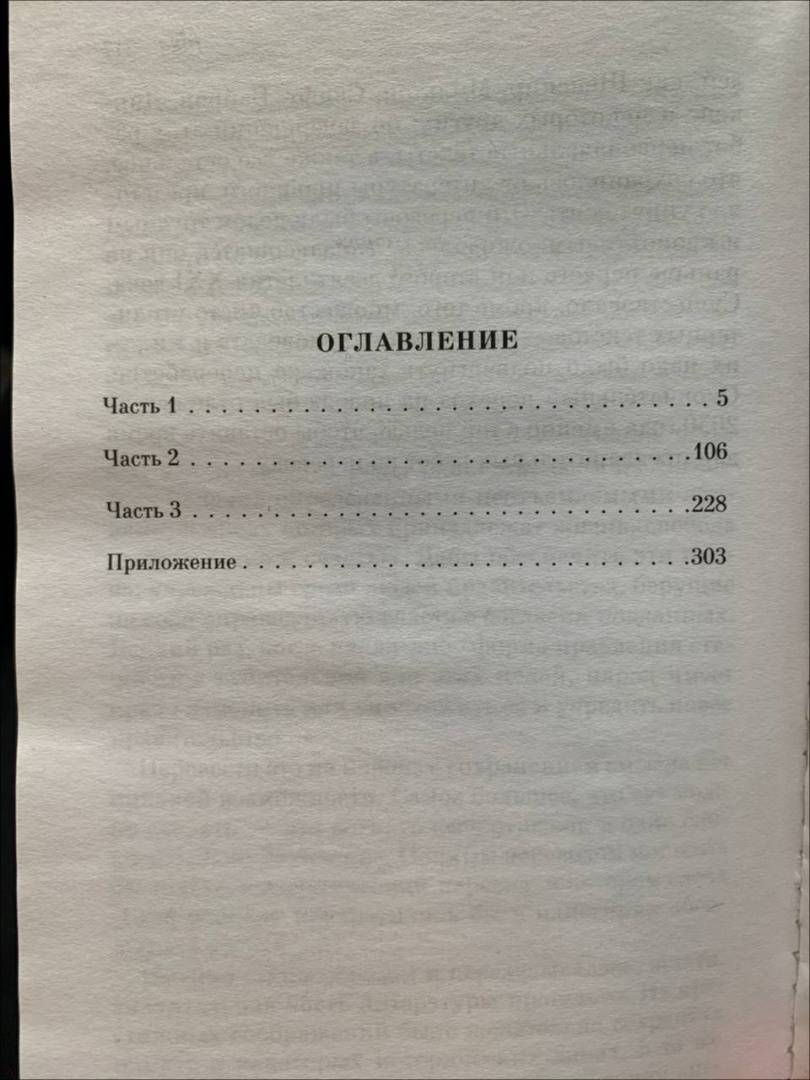 ОГЛАВЛЕНИЕ
Часть 1 . . . . . . . . . . . . . . . . . . . . . . . . . . . . . . . . . 5
Часть 2 . . . . . . . . . . . . . . . . . . . . . . . . . . . . . . . .106
Часть 3 . . . . . . . . . . . . . . . . . . . . . . . . . . . . . . . .228
Приложение . . . . . . . . . . . . . . . . . . . . . . . . . . . .303